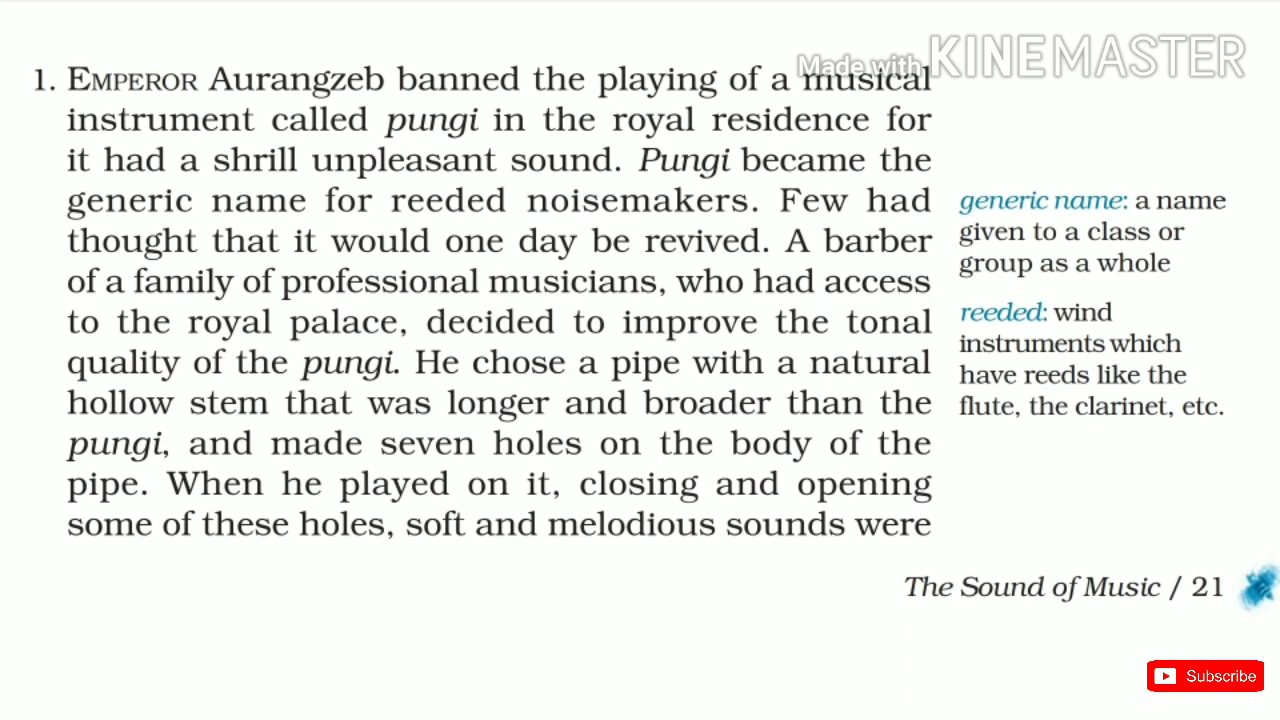 Made with KINEMASTER
1. EMPEROR Aurangzeb banned the playing of a musical
instrument called pungi in the royal residence for
it had a shrill unpleasant sound. Pungi became the
generic name for reeded noisemakers. Few had
thought that it would one day be revived. A barber
of a family of professional musicians, who had access
to the royal palace, decided to improve the tonal
quality of the pungi. He chose a pipe with a natural
hollow stem that was longer and broader than the
pungi, and made seven holes on the body of the
pipe. When he played on it, closing and opening
some of these holes, soft and melodious sounds were
generic name: a name
given to a class or
group as a whole
reeded: wind
instruments which
have reeds like the
flute, the clarinet, etc.
The Sound of Music / 21
Subscribe